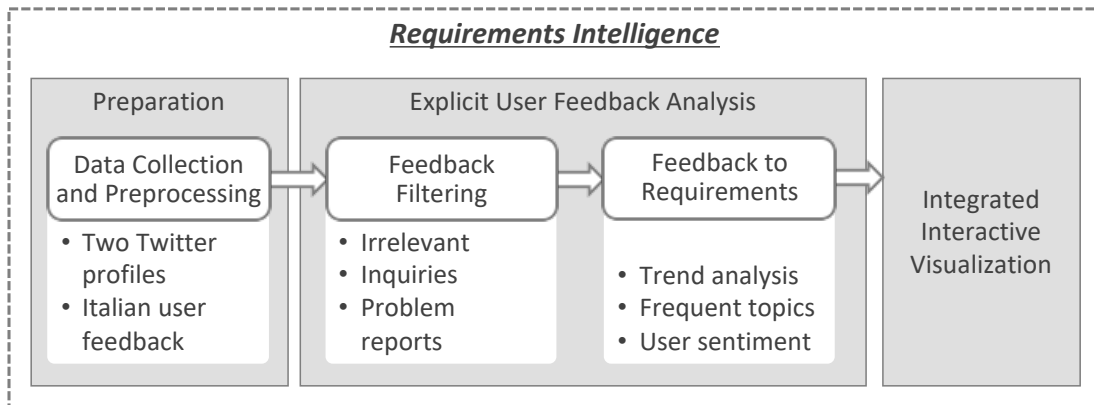 Requirements Intelligence
Preparation
Data Collection
and Preprocessing
• Two Twitter
profiles
• Italian user
feedback
Explicit User Feedback Analysis
Feedback
Filtering
• Irrelevant
• Inquiries
• Problem
reports
Feedback to
Requirements
• Trend analysis
• Frequent topics
• User sentiment
Integrated
Interactive
Visualization